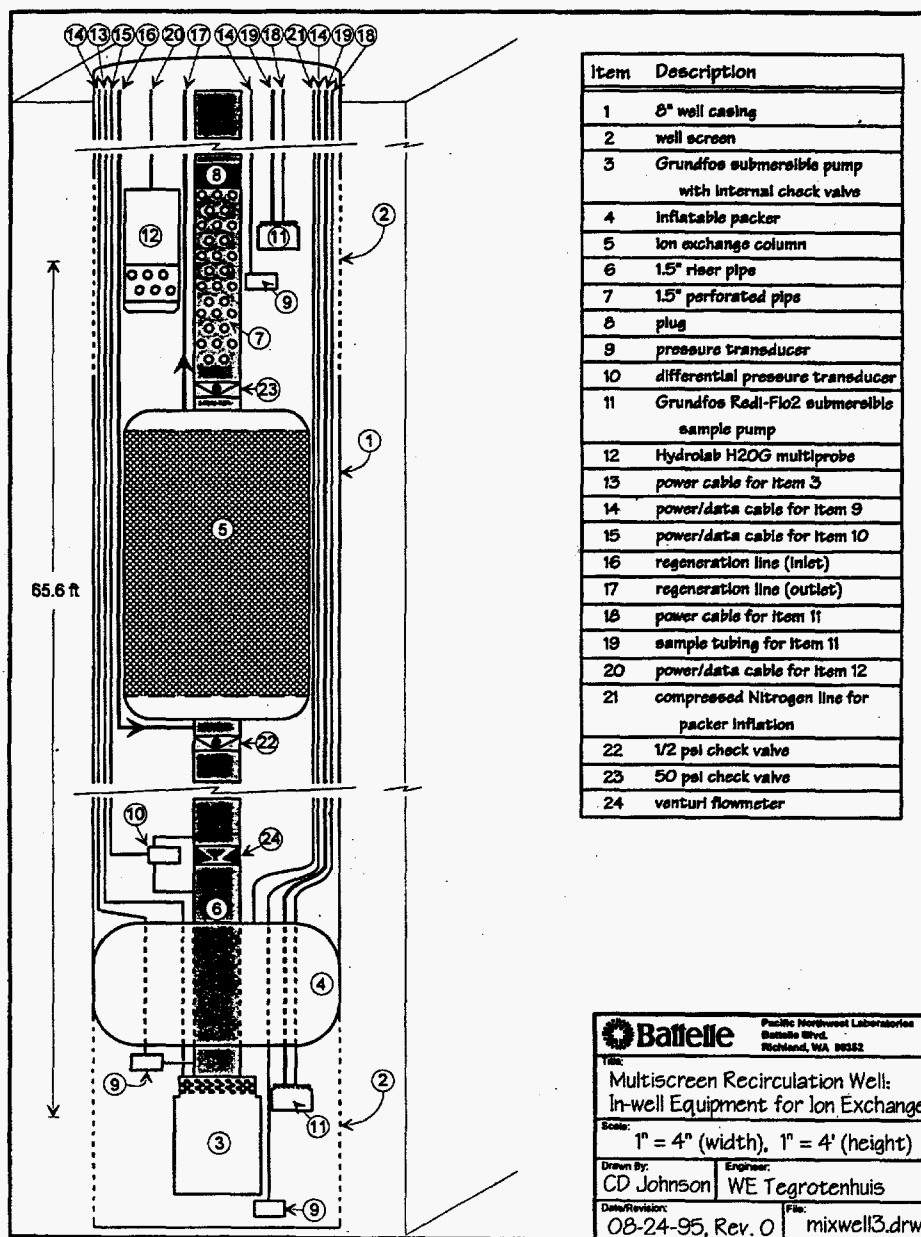 14 13 15 16 20 17 14 19 18 21 14 19 18
8
12
11
2
9
7
23
1
5
65.6 ft
22
10
24
6
4
9
2
11
3
9
Item Description
1 8" well casing
2 well screen
3 Grundfos submersible pump
with internal check valve
4 Inflatable packer
5 Ion exchange column
6 1.5" riser pipe
7 1.5" perforated pipe
8 plug
9 pressure transducer
10 differential pressure transducer
11 Grundfos Redi-Flo2 submersible
sample pump
12 Hydrolab H20G multiprobe
13 power cable for Item 3
14 power/data cable for Item 9
15 power/data cable for Item 10
16 regeneration line (inlet)
17 regeneration line (outlet)
18 power cable for Item 11
19 sample tubing for Item 11
20 power/data cable for Item 12
21 compressed Nitrogen line for
packer inflation
22 1/2 psi check valve
23 50 psi check valve
24 venturi flowmeter
Battelle
Pacific Northwest Laboratories
Battelle Blvd.
Richland, WA 99352
Title:
Multiscreen Recirculation Well:
In-well Equipment for Ion Exchange
Scale:
1" = 4" (width), 1" = 4' (height)
Drawn By: Engineer:
CD Johnson WE Tegrotenhuis
Date/Revision: File:
08-24-95, Rev. 0 mixwell3.drw